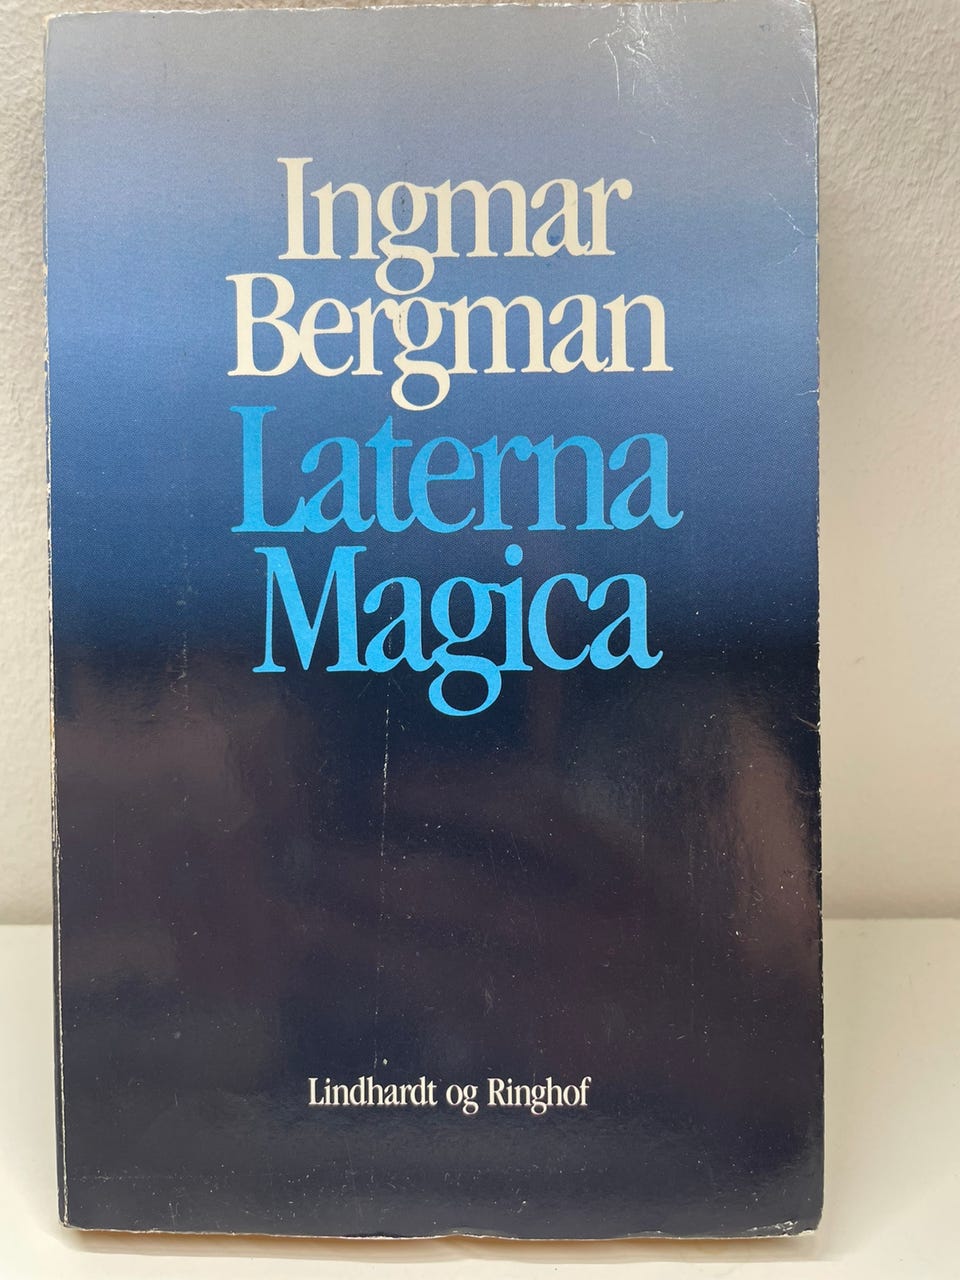 Ingmar
Bergman
Laterna
Magica
Lindhardt og Ringhof